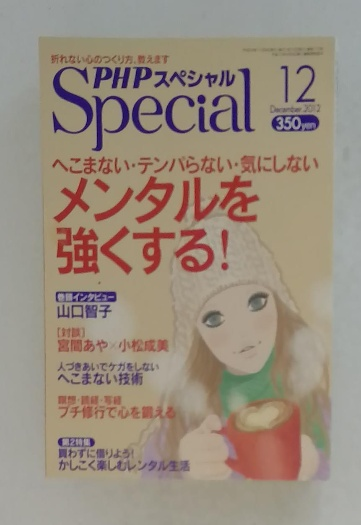 折れない心のつくり方、教えます
PHPスペシャル
Special
12
December.2012
350yen
へこまない・テンパらない・気にしない
メンタルを
強くする!
巻頭インタビュー
山口智子
[対談]
宮間あや×小松成美
人づきあいでケガをしない
へこまない技術
瞑想・読経・写経
プチ修行で心を鍛える
第2特集
買わずに借りよう!
かしこく楽しむレンタル生活